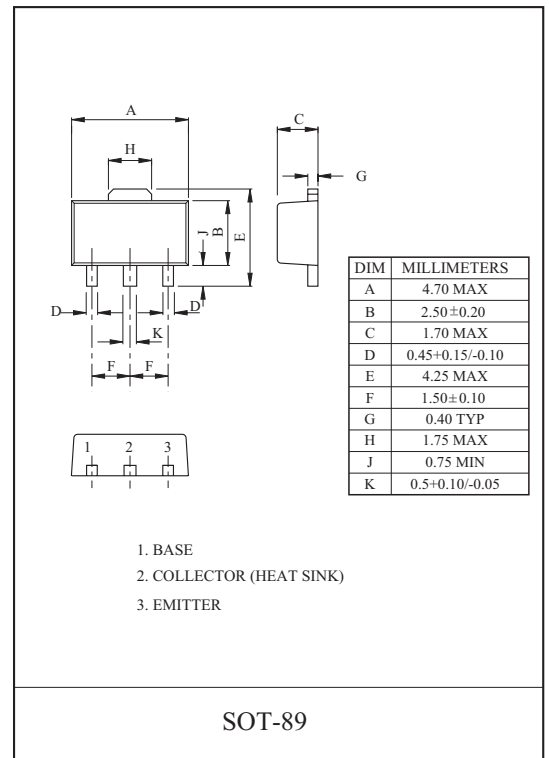 A
H
C
G
J
B
E
D
D
K
F F
DIM MILLIMETERS
A 4.70 MAX
B 2.50±0.20
C 1.70 MAX
D 0.45+0.15/-0.10
E 4.25 MAX
F 1.50±0.10
G 0.40 TYP
H 1.75 MAX
J 0.75 MIN
K 0.5+0.10/-0.05
1 2 3
1. BASE
2. COLLECTOR (HEAT SINK)
3. EMITTER
SOT-89